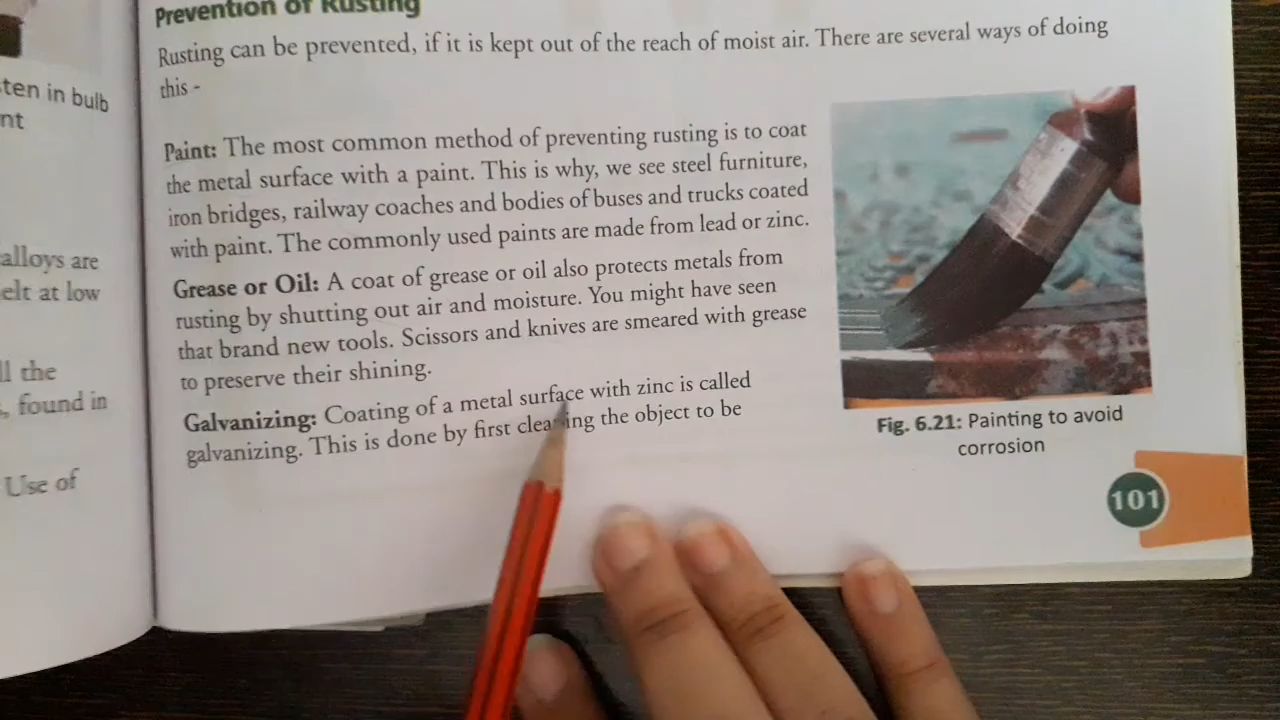 Prevention of Rusting
Rusting can be prevented, if it is kept out of the reach of moist air. There are several ways of doing
this -
Paint: The most common method of preventing rusting is to coat
the metal surface with a paint. This is why, we see steel furniture,
iron bridges, railway coaches and bodies of buses and trucks coated
with paint. The commonly used paints are made from lead or zinc.
Grease or Oil: A coat of grease or oil also protects metals from
rusting by shutting out air and moisture. You might have seen
that brand new tools. Scissors and knives are smeared with grease
to preserve their shining.
Galvanizing: Coating of a metal surface with zinc is called
galvanizing. This is done by first cleaning the object to be
Fig. 6.21: Painting to avoid
corrosion
101
ten in bulb
nt
alloys are
elt at low
ll the
, found in
Use of